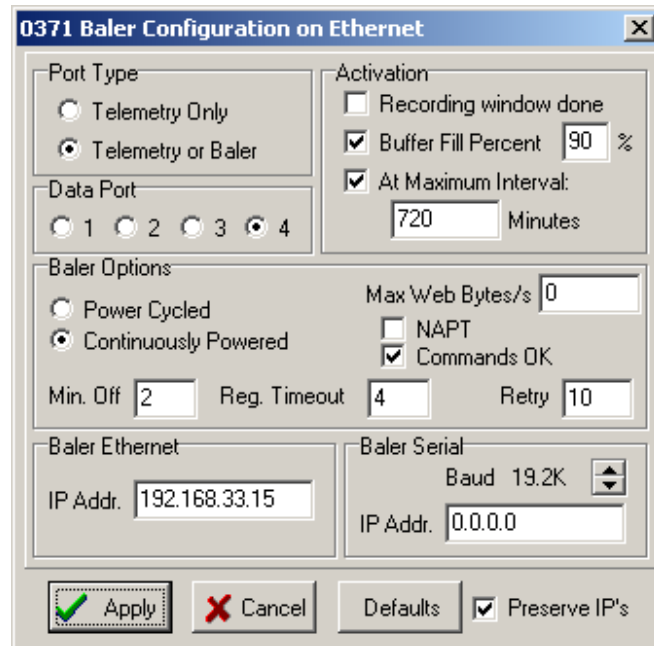 0371 Baler Configuration on Ethernet
Port Type
Telemetry Only
Telemetry or Baler
Data Port
1 2 3 4
Activation
Recording window done
Buffer Fill Percent 90 %
At Maximum Interval:
720 Minutes
Baler Options
Power Cycled
Continuously Powered
Max Web Bytes/s 0
NAPT
Commands OK
Min. Off 2 Reg. Timeout 4 Retry 10
Baler Ethernet
IP Addr. 192.168.33.15
Baler Serial
Baud 19.2K
IP Addr. 0.0.0.0
Apply Cancel Defaults Preserve IP's